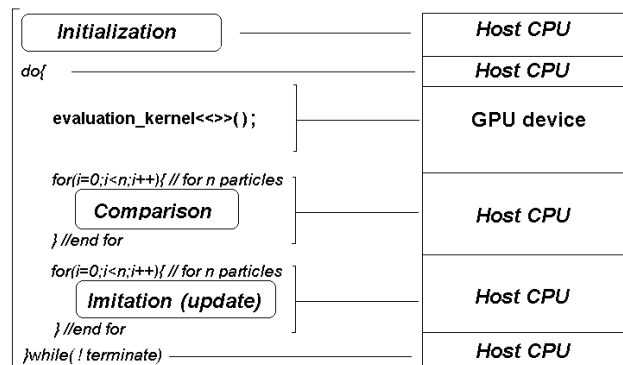 Initialization
Host CPU
do{
Host CPU
evaluation_kernel<<>>();
GPU device
for(i=0;i<n;i++){ // for n particles
Comparison
} //end for
Host CPU
for(i=0;i<n;i++){ // for n particles
Imitation (update)
} //end for
Host CPU
}while( ! terminate)
Host CPU